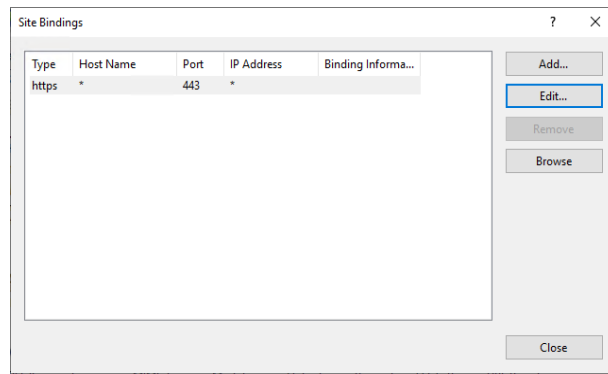 Site Bindings ? ×
Type Host Name Port IP Address Binding Informa... Add...
https * 443 * Edit...
Remove
Browse
Close